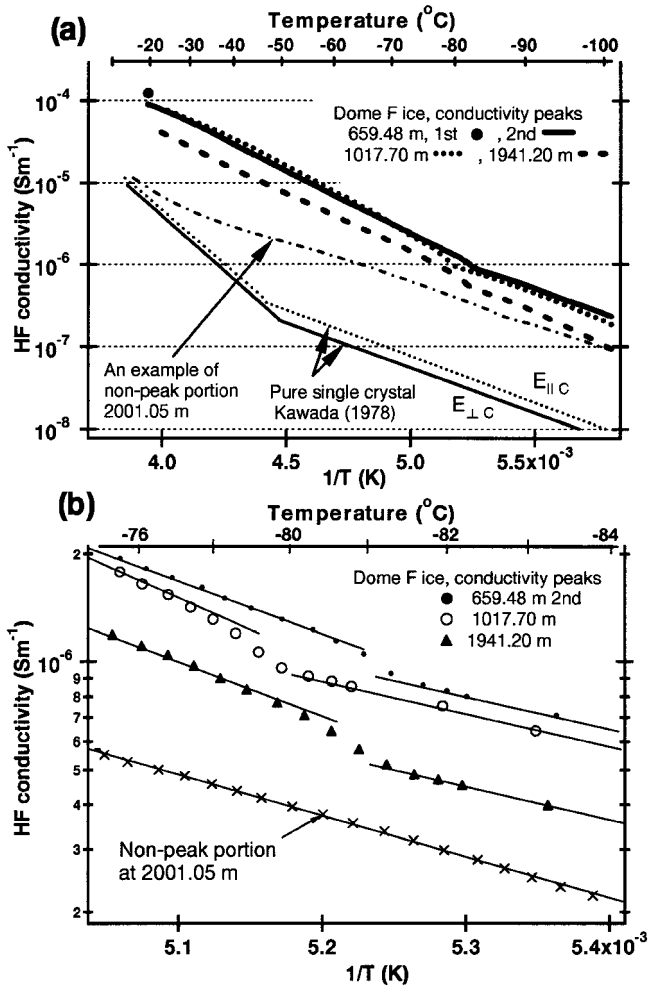 (a)
Temperature (°C)
-20 -30 -40 -50 -60 -70 -80 -90 -100
Dome F ice, conductivity peaks
659.48 m, 1st , 2nd
1017.70 m , 1941.20 m
HF conductivity (Sm-1)
10-4
10-5
10-6
10-7
10-8
An example of
non-peak portion
2001.05 m
Pure single crystal
Kawada (1978)
E⊥ C
E|| C
4.0 4.5 5.0 5.5x10-3
1/T (K)
(b)
Temperature (°C)
-76 -80 -82 -84
Dome F ice, conductivity peaks
659.48 m 2nd
1017.70 m
1941.20 m
HF conductivity (Sm-1)
2
10-6
9
8
7
6
5
4
3
2
Non-peak portion
at 2001.05 m
5.1 5.2 5.3 5.4x10-3
1/T (K)